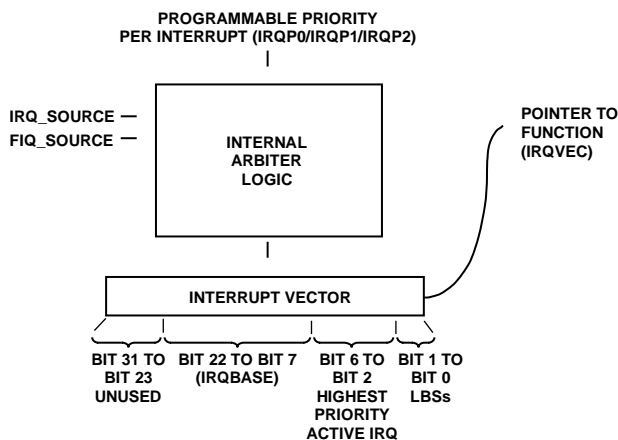 PROGRAMMABLE PRIORITY
PER INTERRUPT (IRQP0/IRQP1/IRQP2)
IRQ_SOURCE
FIQ_SOURCE
INTERNAL
ARBITER
LOGIC
POINTER TO
FUNCTION
(IRQVEC)
INTERRUPT VECTOR
BIT 31 TO
BIT 23
UNUSED
BIT 22 TO BIT 7
(IRQBASE)
BIT 6 TO
BIT 2
HIGHEST
PRIORITY
ACTIVE IRQ
BIT 1 TO
BIT 0
LBSs